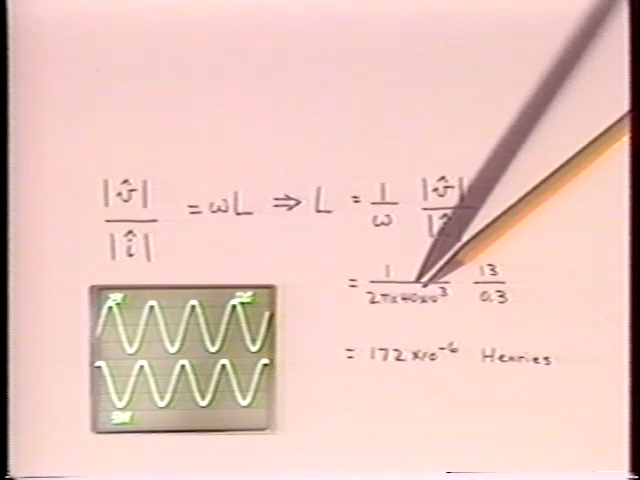 |v̂| / |î| = ωL ⇒ L = 1/ω |v̂| / |î|
= 1 / 2π×40×10³ 13 / 0.3
= 172 ×10⁻⁶ Henries